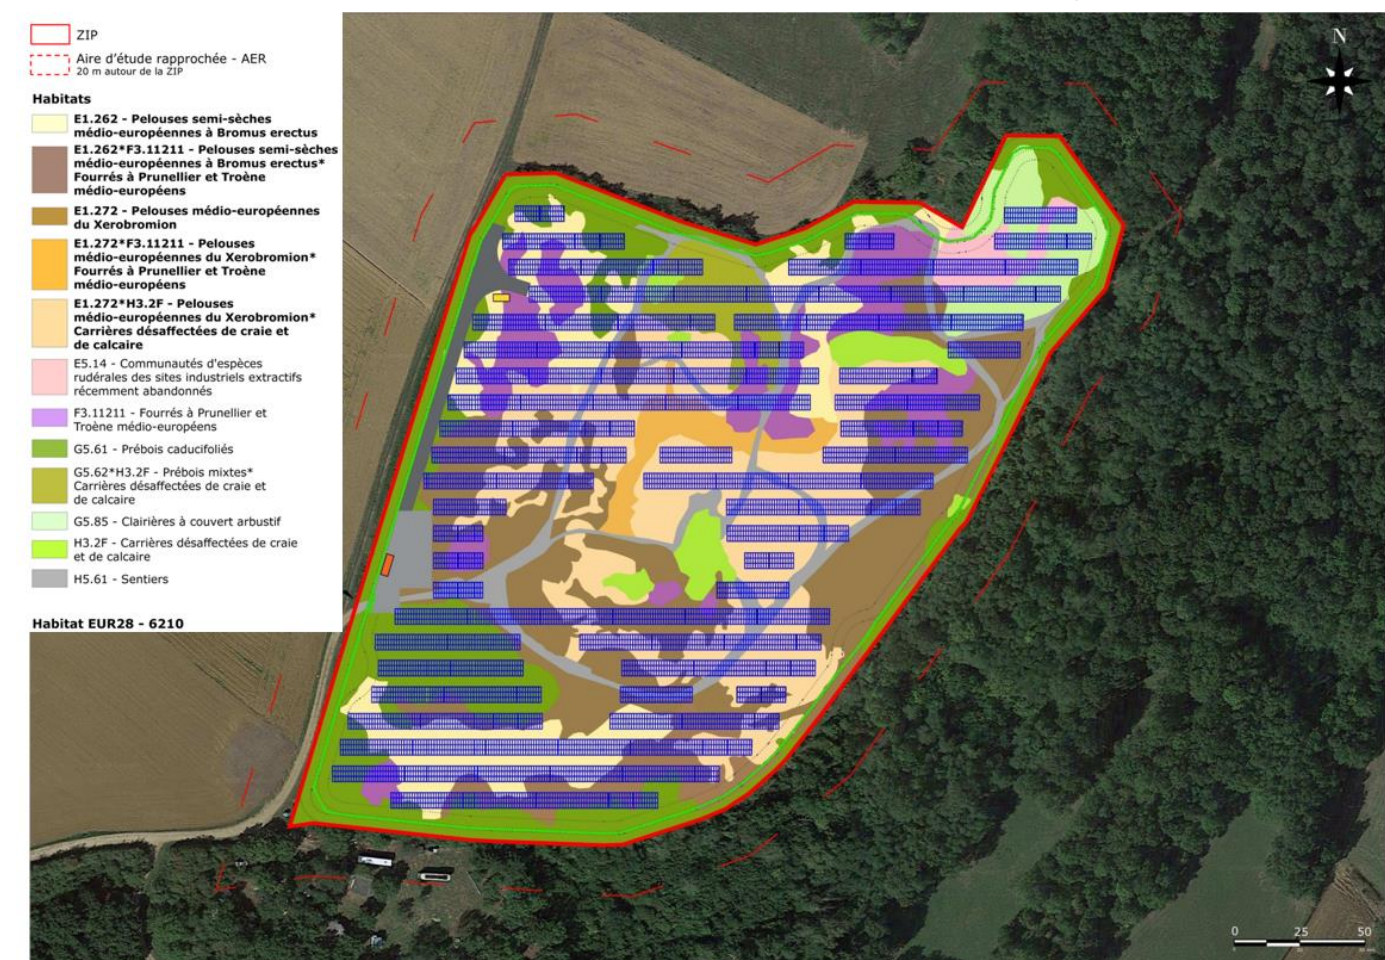 ZIP
Aire d'étude rapprochée - AER
20 m autour de la ZIP
Habitats
E1.262 - Pelouses semi-sèches
médio-européennes à Bromus erectus
E1.262*F3.11211 - Pelouses semi-sèches
médio-européennes à Bromus erectus*
Fourrés à Prunellier et Troène
médio-européens
E1.272 - Pelouses médio-européennes
du Xerobromion
E1.272*F3.11211 - Pelouses
médio-européennes du Xerobromion*
Fourrés à Prunellier et Troène
médio-européens
E1.272*H3.2F - Pelouses
médio-européennes du Xerobromion*
Carrières désaffectées de craie et
de calcaire
E5.14 - Communautés d'espèces
rudérales des sites industriels extractifs
récemment abandonnés
F3.11211 - Fourrés à Prunellier et
Troène médio-européens
G5.61 - Prébois caducifoliés
G5.62*H3.2F - Prébois mixtes*
Carrières désaffectées de craie et
de calcaire
G5.85 - Clairières à couvert arbustif
H3.2F - Carrières désaffectées de craie
et de calcaire
H5.61 - Sentiers
Habitat EUR28 - 6210
N
0 25 50